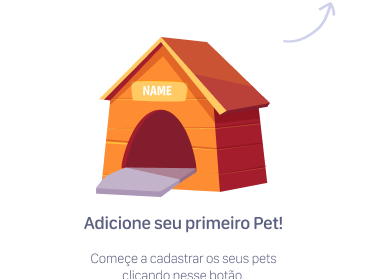 NAME
Adicione seu primeiro Pet!
Começe a cadastrar os seus pets
clicando nesse botão.